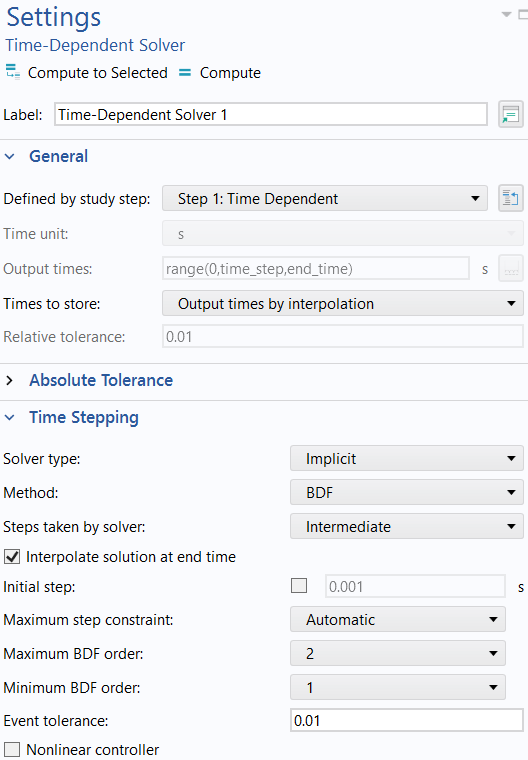 Settings
Time-Dependent Solver
Compute to Selected = Compute
Label: Time-Dependent Solver 1
General
Defined by study step: Step 1: Time Dependent
Time unit: s
Output times: range(0,time_step,end_time) s
Times to store: Output times by interpolation
Relative tolerance: 0.01
Absolute Tolerance
Time Stepping
Solver type: Implicit
Method: BDF
Steps taken by solver: Intermediate
Interpolate solution at end time
Initial step: 0.001 s
Maximum step constraint: Automatic
Maximum BDF order: 2
Minimum BDF order: 1
Event tolerance: 0.01
Nonlinear controller